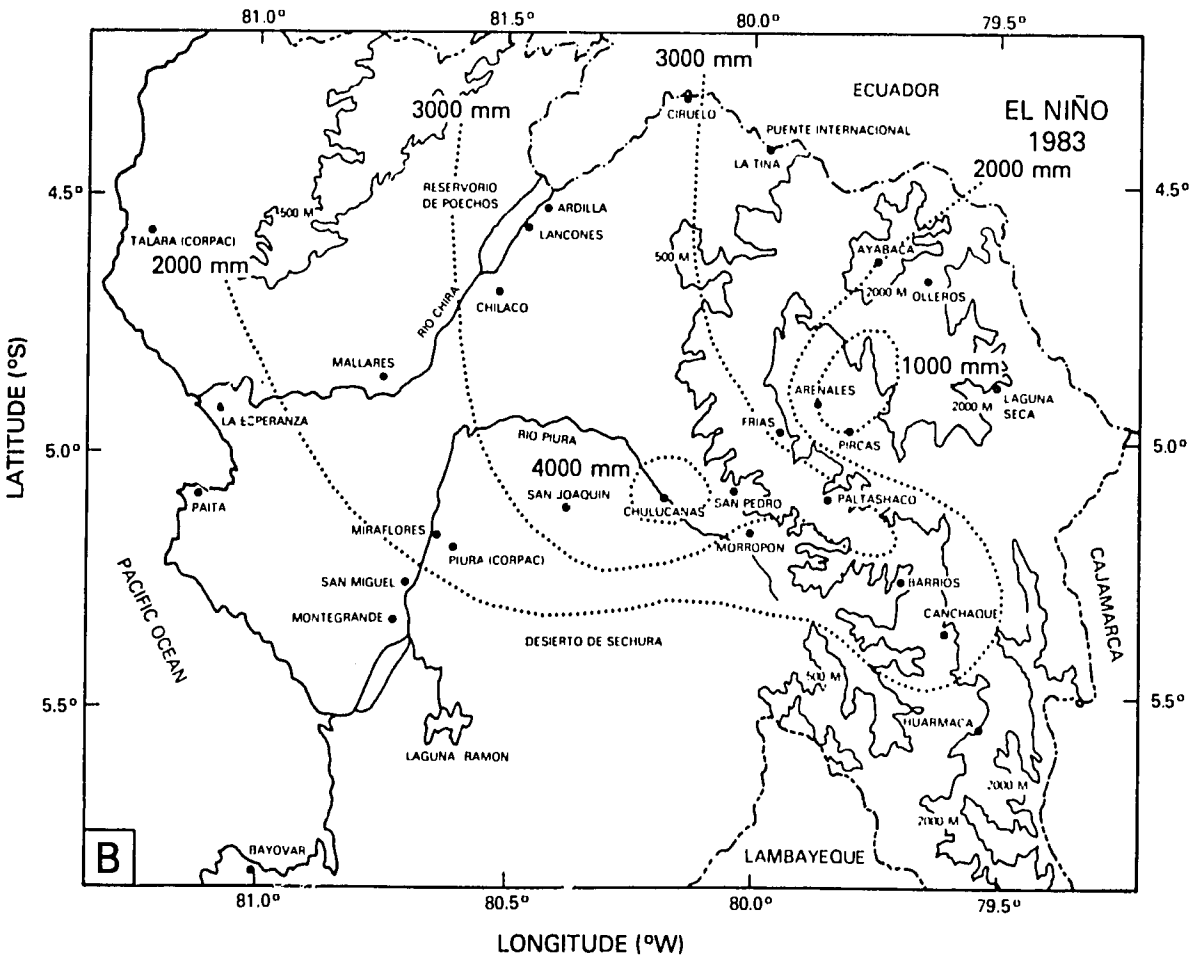 81.0° 81.5° 80.0° 79.5°
3000 mm
ECUADOR
EL NIÑO
1983
3000 mm
CIRUELO
PUENTE INTERNACIONAL
LA TINA
2000 mm
4.5° 4.5°
RESERVORIO
DE POECHOS
ARDILLA
LANCONES
500 M
TALARA (CORPAC)
2000 mm
500 M
AYABACA
2000 M
OLLEROS
CHILACO
RIO CHIRA
MALLARES
1000 mm
ARENALES
2000 M
LAGUNA
SECA
LA ESPERANZA
FRIAS
PIRCAS
LATITUDE (°S)
5.0° 5.0°
RIO PIURA
4000 mm
SAN JOAQUIN
CHULUCANAS
SAN PEDRO
PALTASHACO
PAITA
MIRAFLORES
PIURA (CORPAC)
MORROPON
SAN MIGUEL
BARRIOS
MONTEGRANDE
CANCHAQUE
DESIERTO DE SECHURA
PACIFIC OCEAN
CAJAMARCA
500 M
5.5° 5.5°
HUARMACA
LAGUNA RAMON
2000 M
2000 M
B
BAYOVAR
LAMBAYEQUE
81.0° 80.5° 80.0° 79.5°
LONGITUDE (°W)